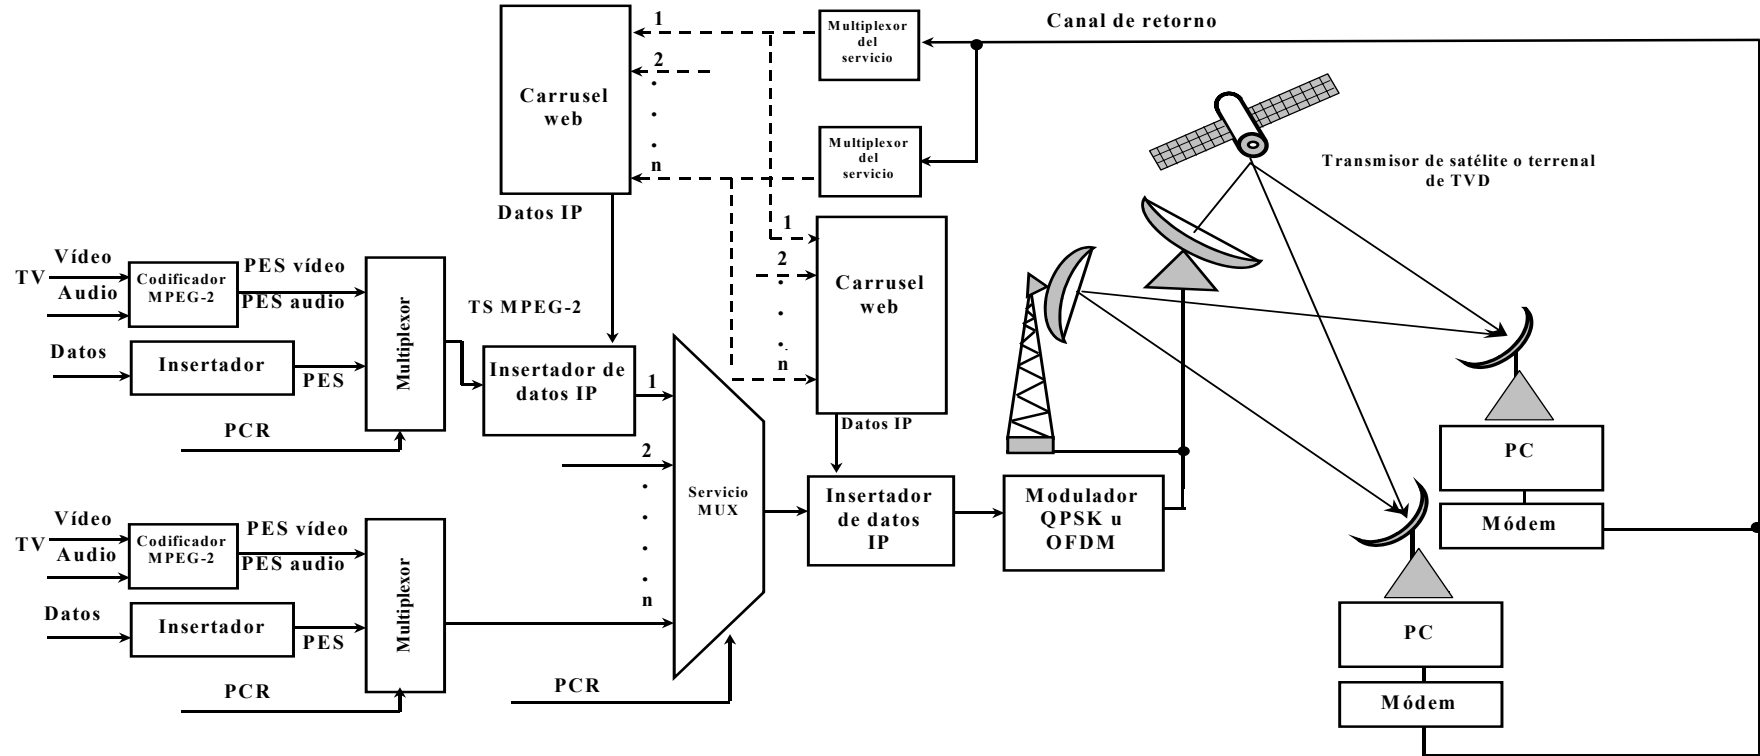 Canal de retorno
1
Multiplexor
del
servicio
2
Carrusel
web
Multiplexor
del
servicio
n
Transmisor de satélite o terrenal
de TVD
Datos IP
1
2
Carrusel
web
n
Datos IP
Vídeo
TV
Audio
Codificador
MPEG-2
PES vídeo
PES audio
Datos
Insertador
PES
Multiplexor
PCR
TS MPEG-2
Insertador de
datos IP
1
2
n
Servicio
MUX
PCR
Insertador
de datos
IP
Modulador
QPSK u
OFDM
Vídeo
TV
Audio
Codificador
MPEG-2
PES vídeo
PES audio
Datos
Insertador
PES
Multiplexor
PCR
PC
Módem
PC
Módem